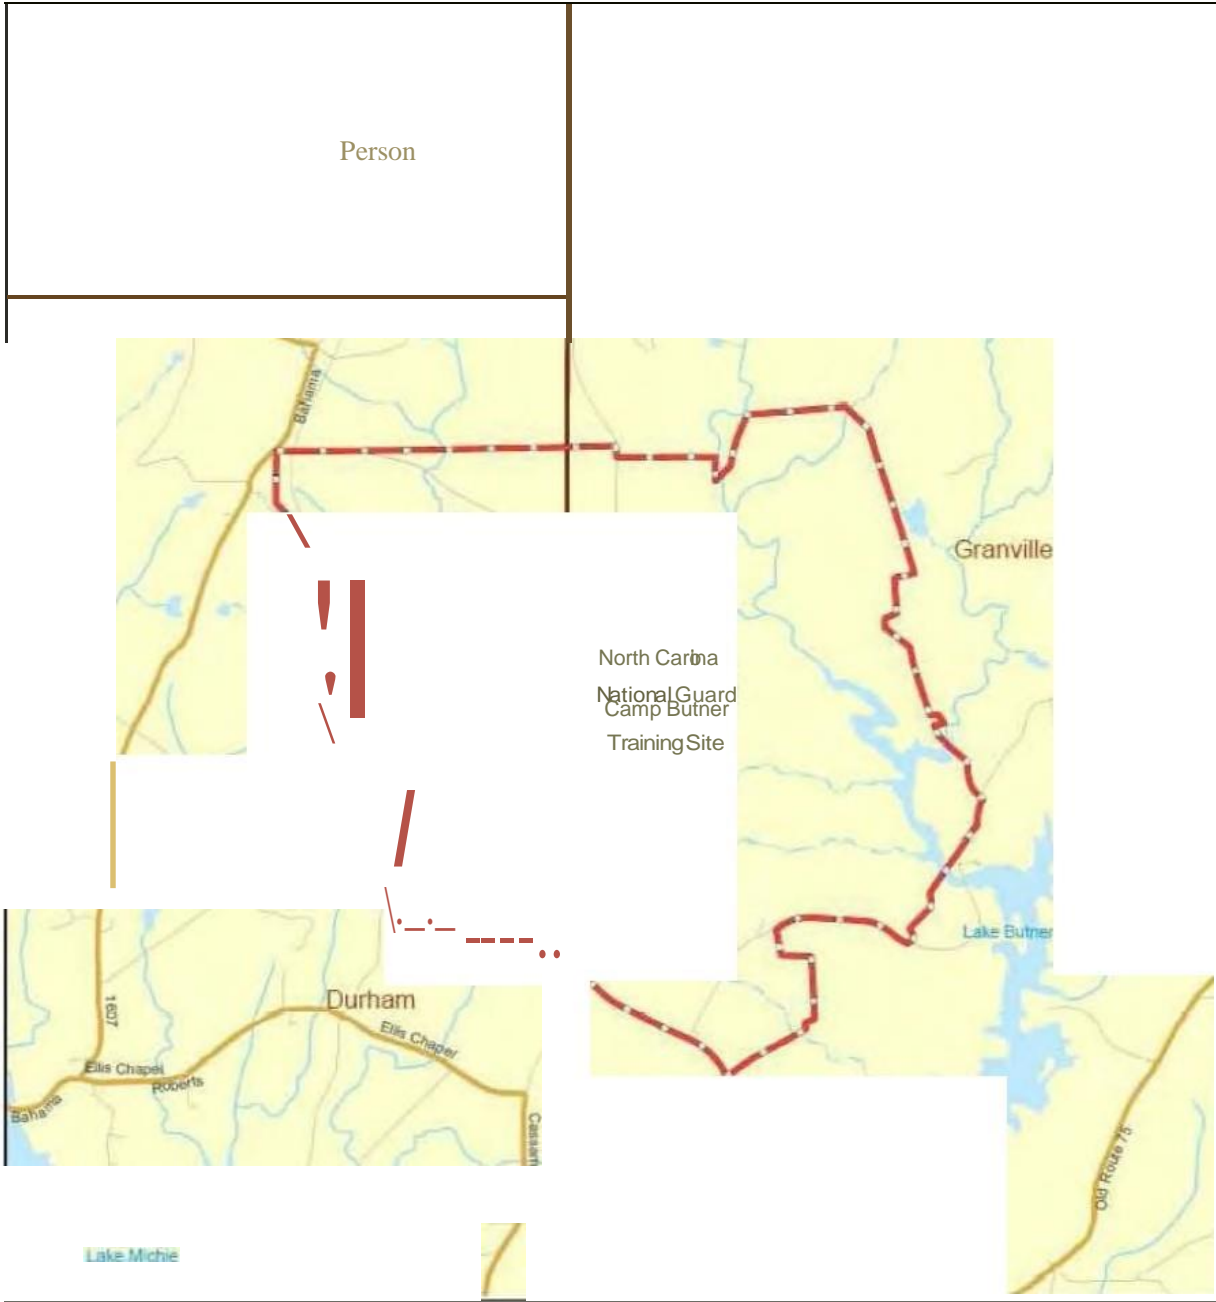 Person
Bahama
Granville
North Carolina
National Guard
Camp Butner
Training Site
Lake Butner
Durham
1607
Ellis Chapel
Ellis Chapel
Roberts
Bahama
Old Route 75
Lake Michie